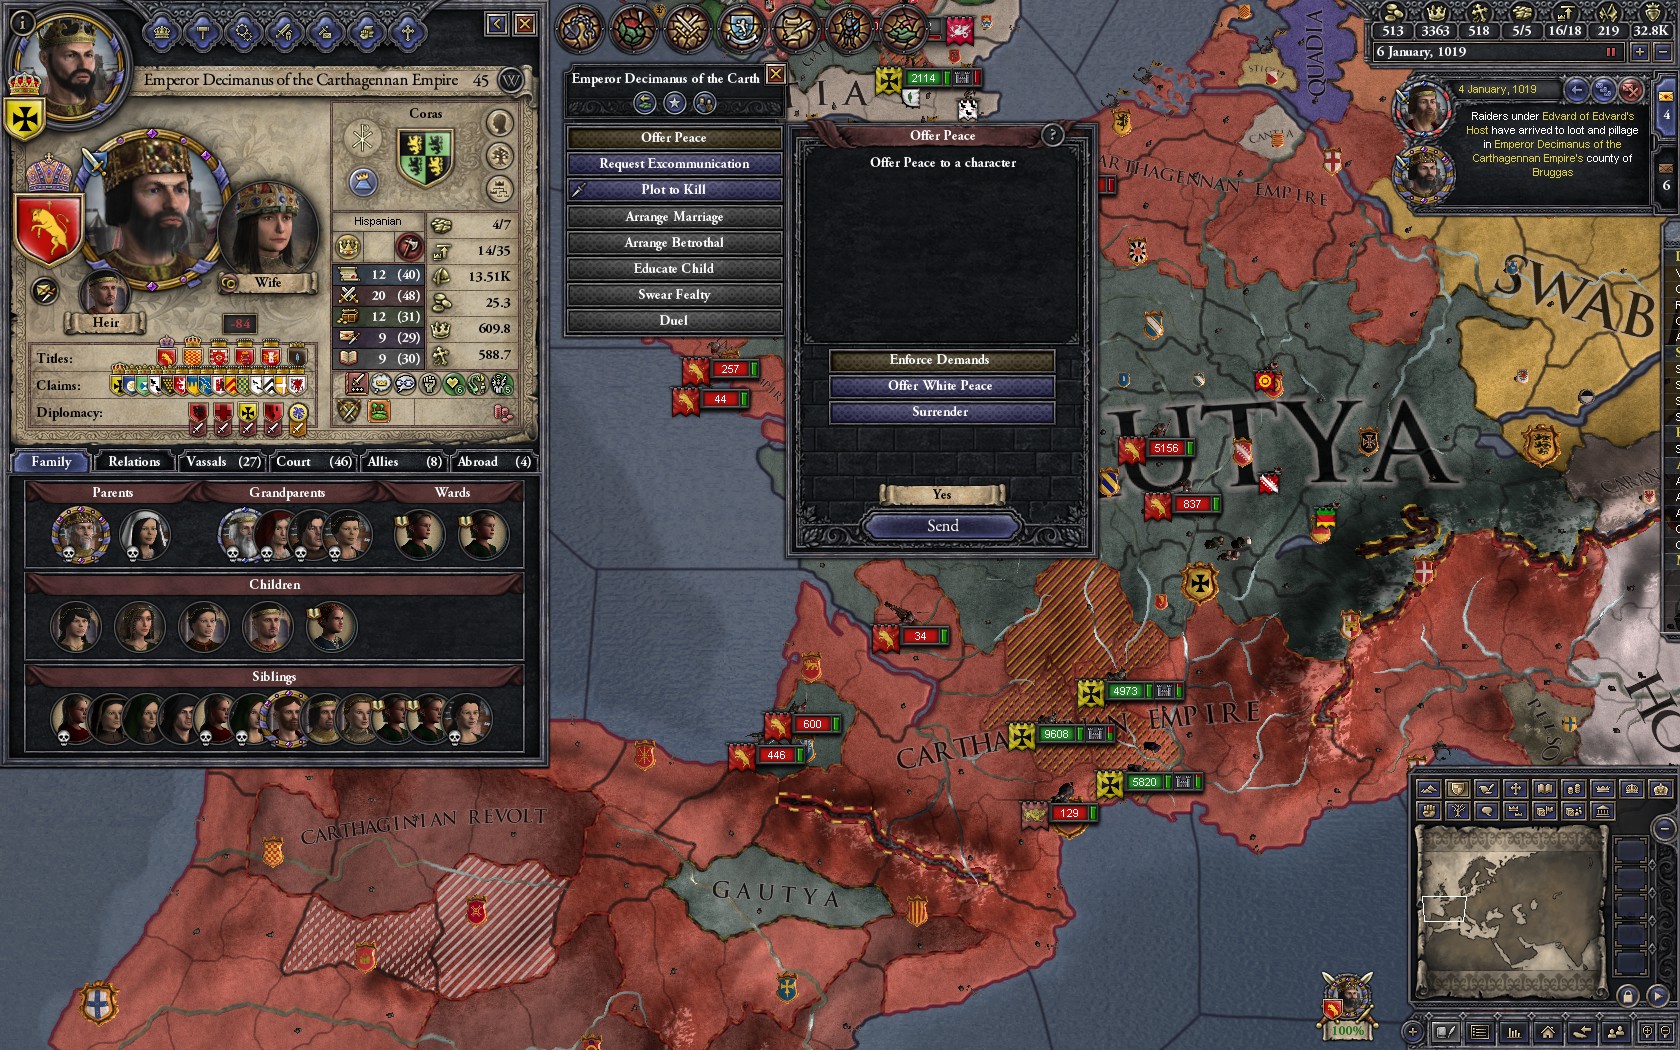 Emperor Decimanus of the Carthagennan Empire 45
W
Coras
Wife
Heir
-84
Hispanian
12 (40)
20 (48)
12 (31)
9 (29)
9 (30)
4/7
14/35
13.51K
25.3
609.8
588.7
Titles:
Claims:
Diplomacy:
Family
Relations
Vassals (27)
Court (46)
Allies (8)
Abroad (4)
Parents
Grandparents
Wards
Children
Siblings
Emperor Decimanus of the Carth
Offer Peace
Request Excommunication
Plot to Kill
Arrange Marriage
Arrange Betrothal
Educate Child
Swear Fealty
Duel
Offer Peace
?
Offer Peace to a character
Enforce Demands
Offer White Peace
Surrender
Yes
Send
513
3363
518
5/5
16/18
219
32.8K
6 January, 1019
4 January, 1019
Raiders under Edvard of Edvard's
Host have arrived to loot and pillage
in Emperor Decimanus of the
Carthagennan Empire's county of
Bruggas
4
6
2114
QUADIA
CANTIA
CARTHAGENNAN EMPIRE
SWAB
UTYA
257
44
5156
837
34
4973
9608
5820
129
600
446
CARTHAGINIAN REVOLT
GAUTYA
100%